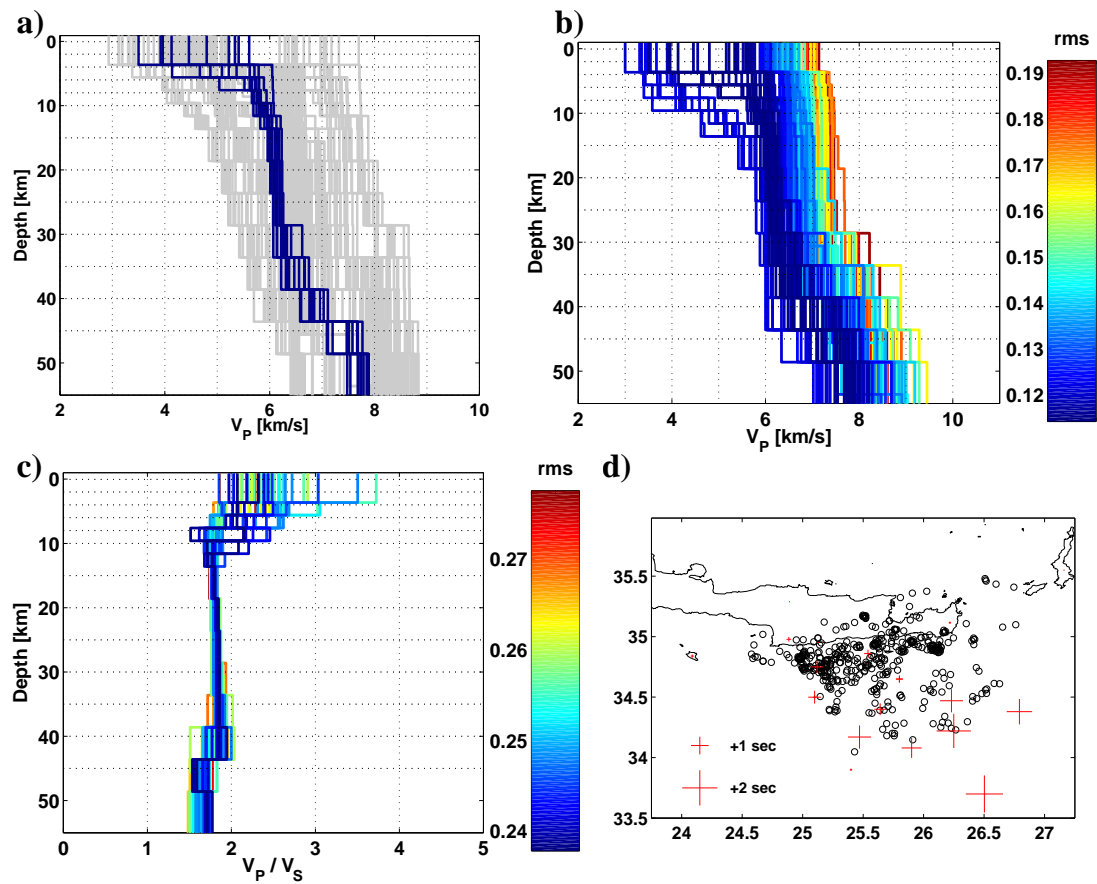 a)
0
10
20
30
40
50
Depth [km]
2 4 6 8 10
V_P [km/s]
b)
0
10
20
30
40
50
Depth [km]
2 4 6 8 10
V_P [km/s]
rms
0.19
0.18
0.17
0.16
0.15
0.14
0.13
0.12
c)
0
10
20
30
40
50
Depth [km]
0 1 2 3 4 5
V_P / V_S
rms
0.27
0.26
0.25
0.24
d)
35.5
35
34.5
34
33.5
+1 sec
+2 sec
24 24.5 25 25.5 26 26.5 27